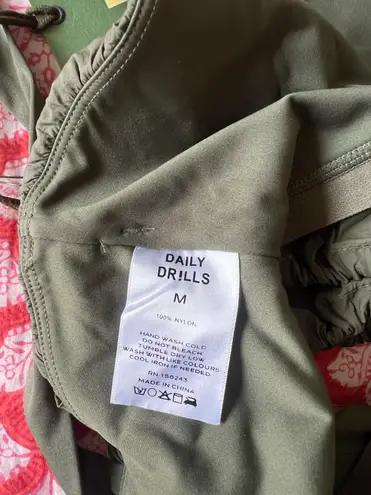 DAILY
DRILLS
M
100% NYLON
HAND WASH COLD
DO NOT BLEACH
TUMBLE DRY LOW
WASH WITH LIKE COLOURS
COOL IRON IF NEEDED
RN 158243
MADE IN CHINA